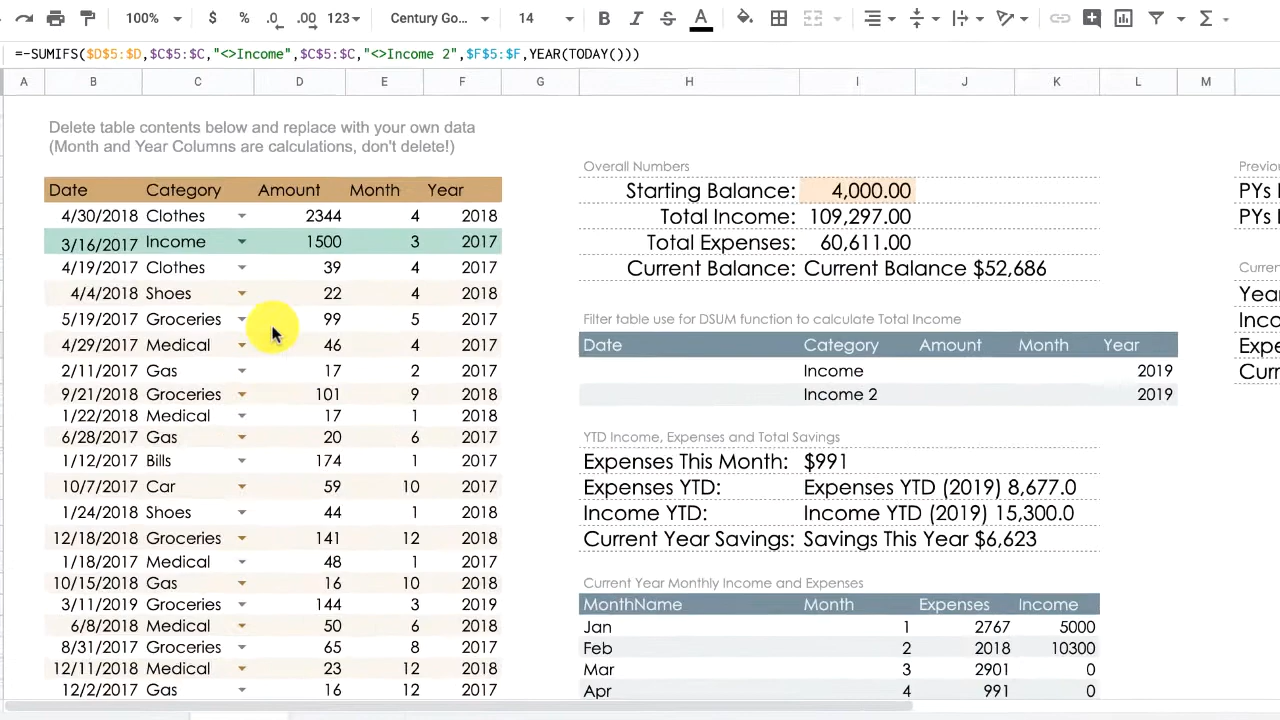 100% $ % .0 .00 123 Century Go... 14 B I S A
=-SUMIFS($D$5:$D,$C$5:$C,"<>Income",$C$5:$C,"<>Income 2",$F$5:$F,YEAR(TODAY()))
A B C D E F G H I J K L M
Delete table contents below and replace with your own data
(Month and Year Columns are calculations, don't delete!)
Date Category Amount Month Year
4/30/2018 Clothes 2344 4 2018
3/16/2017 Income 1500 3 2017
4/19/2017 Clothes 39 4 2017
4/4/2018 Shoes 22 4 2018
5/19/2017 Groceries 99 5 2017
4/29/2017 Medical 46 4 2017
2/11/2017 Gas 17 2 2017
9/21/2018 Groceries 101 9 2018
1/22/2018 Medical 17 1 2018
6/28/2017 Gas 20 6 2017
1/12/2017 Bills 174 1 2017
10/7/2017 Car 59 10 2017
1/24/2018 Shoes 44 1 2018
12/18/2018 Groceries 141 12 2018
1/18/2017 Medical 48 1 2017
10/15/2018 Gas 16 10 2018
3/11/2019 Groceries 144 3 2019
6/8/2018 Medical 50 6 2018
8/31/2017 Groceries 65 8 2017
12/11/2018 Medical 23 12 2018
12/2/2017 Gas 16 12 2017
Overall Numbers
Starting Balance: 4,000.00
Total Income: 109,297.00
Total Expenses: 60,611.00
Current Balance: Current Balance $52,686
Filter table use for DSUM function to calculate Total Income
Date Category Amount Month Year
Income 2019
Income 2 2019
YTD Income, Expenses and Total Savings
Expenses This Month: $991
Expenses YTD: Expenses YTD (2019) 8,677.0
Income YTD: Income YTD (2019) 15,300.0
Current Year Savings: Savings This Year $6,623
Current Year Monthly Income and Expenses
MonthName Month Expenses Income
Jan 1 2767 5000
Feb 2 2018 10300
Mar 3 2901 0
Apr 4 991 0
Previo
PYs
PYs
Curre
Year
Inco
Expe
Curr